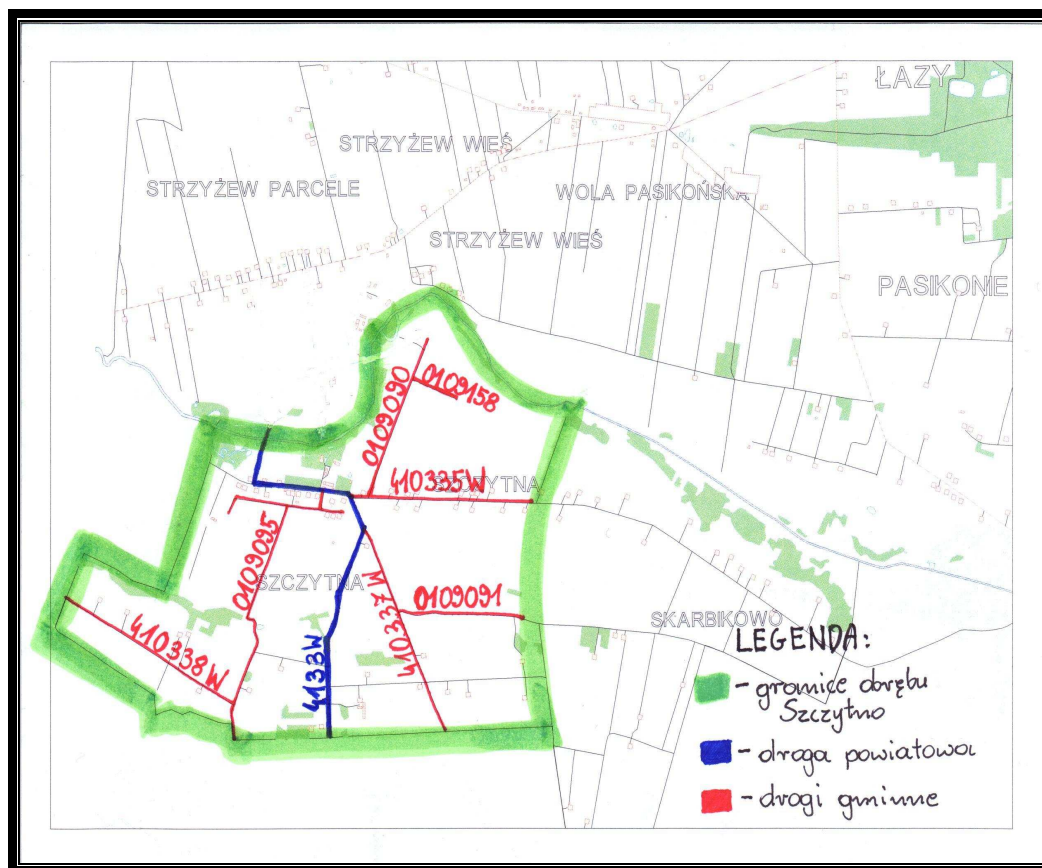 ŁAZY
STRZYŻEW WIEŚ
STRZYŻEW PARCELE
WOLA PASIKOŃSKA
STRZYŻEW WIEŚ
PASIKONIE
0109090
0109158
410335W
SZCZYTNA
0109095
SZCZYTNA
410337W
0109091
410338W
4133W
SKARBIKOWO
LEGENDA:
- granice obrębu
Szczytno
- droga powiatowa
- drogi gminne